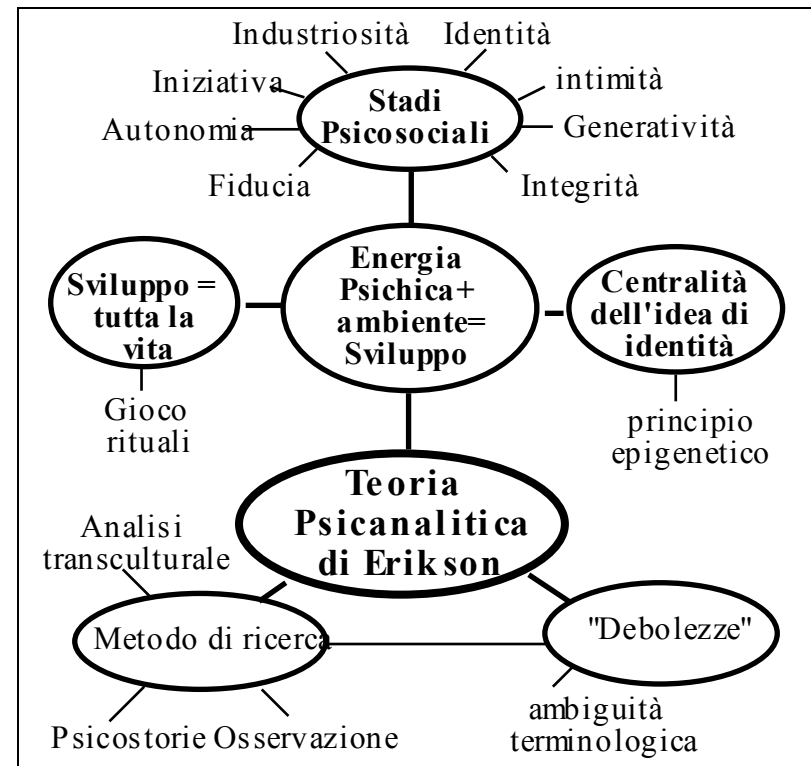 Industriosità Identità
Iniziativa intimità
Stadi
Psicosociali
Autonomia Generatività
Fiducia Integrità
Sviluppo =
tutta la
vita
Energia
Psichica+
ambiente=
Sviluppo
Centralità
dell'idea di
identità
Gioco
rituali
principio
epigenetico
Teoria
Psicanalitica
di Erikson
Analisi
transculturale
Metodo di ricerca
"Debolezze"
Psicostorie Osservazione
ambiguità
terminologica